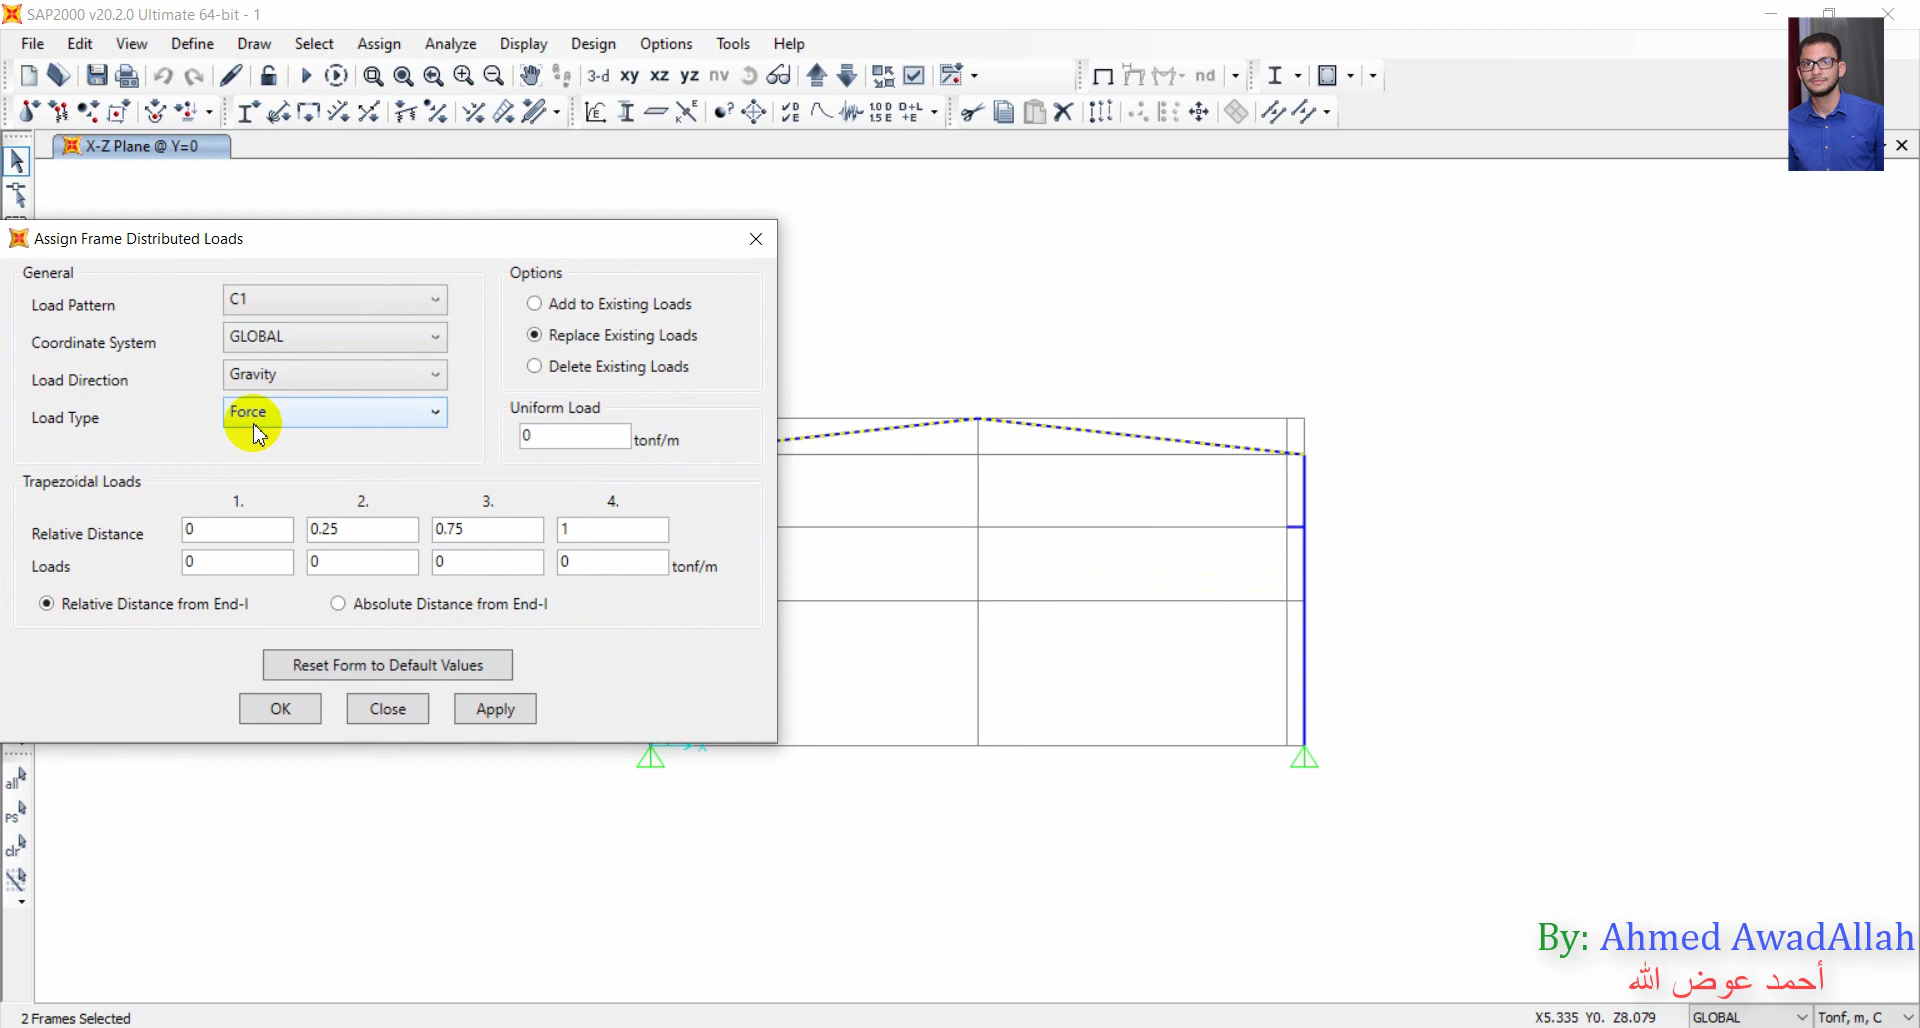 SAP2000 v20.2.0 Ultimate 64-bit - 1
File Edit View Define Draw Select Assign Analyze Display Design Options Tools Help
3-d xy xz yz nv nd
X-Z Plane @ Y=0
Assign Frame Distributed Loads
General
Load Pattern C1
Coordinate System GLOBAL
Load Direction Gravity
Load Type Force
Options
Add to Existing Loads
Replace Existing Loads
Delete Existing Loads
Uniform Load
0 tonf/m
Trapezoidal Loads
1. 2. 3. 4.
Relative Distance 0 0.25 0.75 1
Loads 0 0 0 0 tonf/m
Relative Distance from End-I Absolute Distance from End-I
Reset Form to Default Values
OK Close Apply
X
all
PS
clr
By: Ahmed AwadAllah
أحمد عوض الله
2 Frames Selected
X5.335 Y0. Z8.079 GLOBAL Tonf, m, C